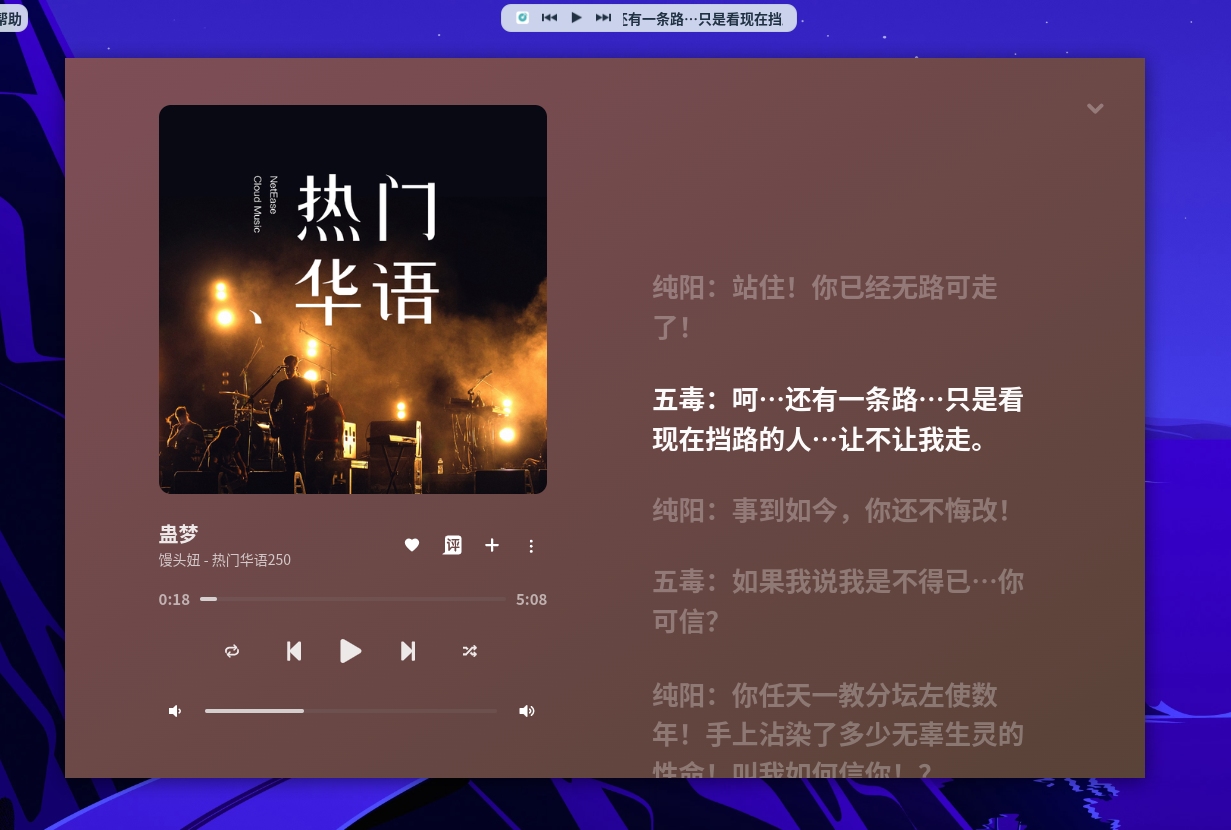 帮助
还有一条路…只是看现在挡
热门
华语
、
NetEase
Cloud Music
蛊梦
馒头妞 - 热门华语250
评
0:18
5:08
纯阳：站住！你已经无路可走
了！
五毒：呵…还有一条路…只是看
现在挡路的人…让不让我走。
纯阳：事到如今，你还不悔改！
五毒：如果我说我是不得已…你
可信？
纯阳：你任天一教分坛左使数
年！手上沾染了多少无辜生灵的
性命！叫我如何信你！？